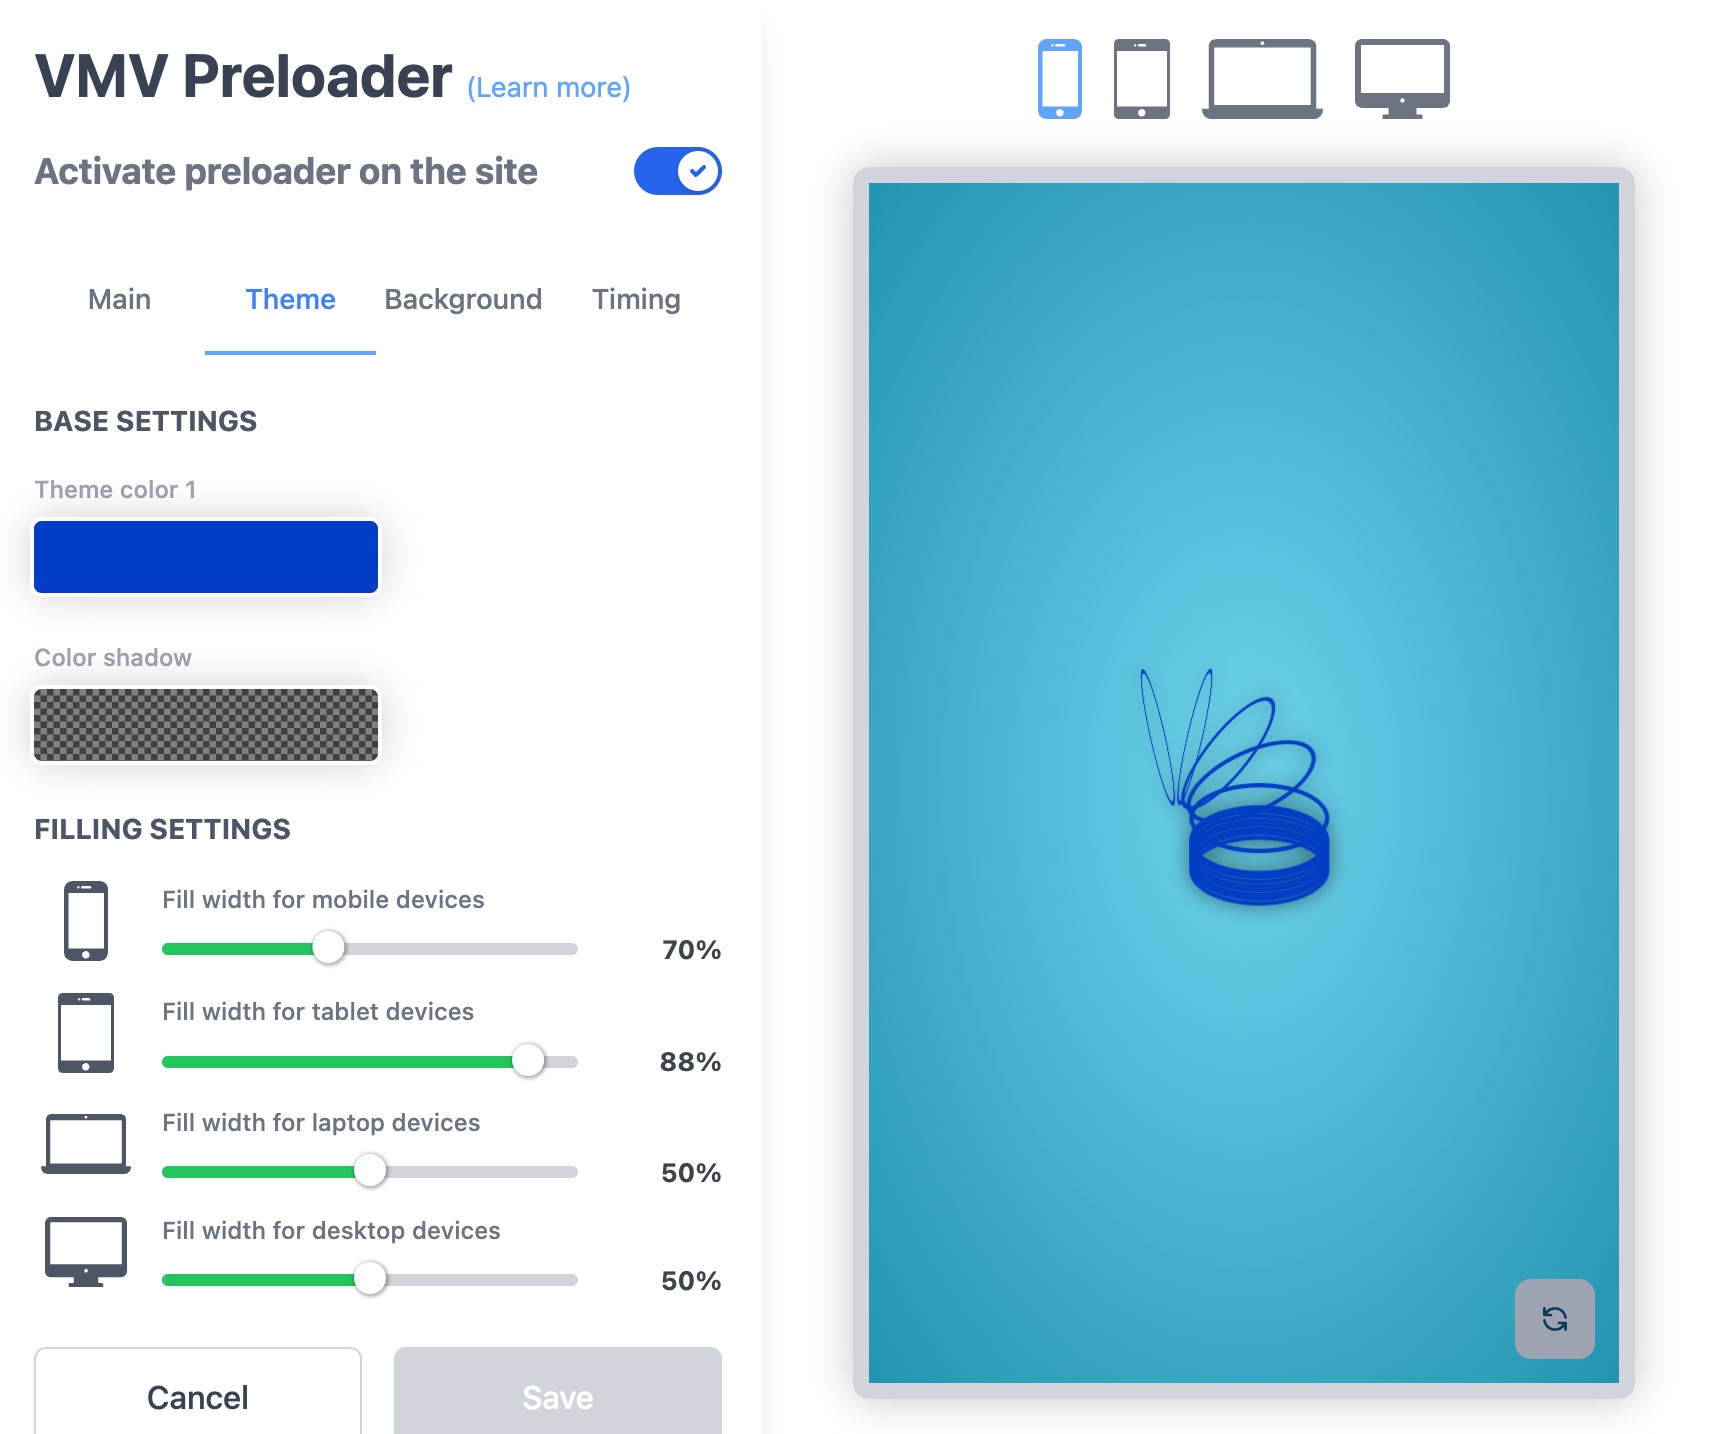 VMV Preloader (Learn more)
Activate preloader on the site
Main Theme Background Timing
BASE SETTINGS
Theme color 1
Color shadow
FILLING SETTINGS
Fill width for mobile devices
70%
Fill width for tablet devices
88%
Fill width for laptop devices
50%
Fill width for desktop devices
50%
Cancel Save